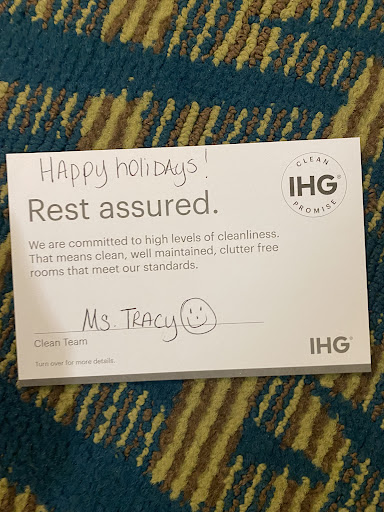 HAPPY holiDAYs!
CLEAN
IHG®
PROMISE
Rest assured.
We are committed to high levels of cleanliness.
That means clean, well maintained, clutter free
rooms that meet our standards.
Ms. TRACY
Clean Team
Turn over for more details.
IHG®